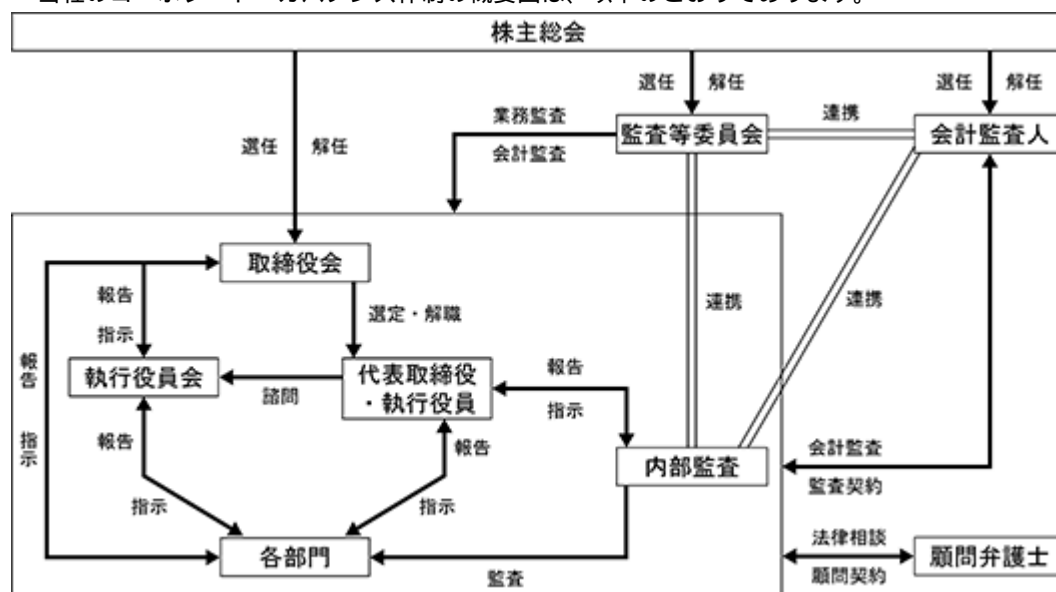 当社のコーポレート・ガバナンス体制の概要図は、以下のとおりであります。
株主総会
選任 解任
選任 解任
選任 解任
業務監査
会計監査
監査等委員会
連携
会計監査人
取締役会
報告
指示
選定・解職
連携
連携
報告
指示
執行役員会
諮問
代表取締役
・執行役員
報告
指示
報告
指示
報告
指示
内部監査
会計監査
監査契約
各部門
監査
法律相談
顧問契約
顧問弁護士